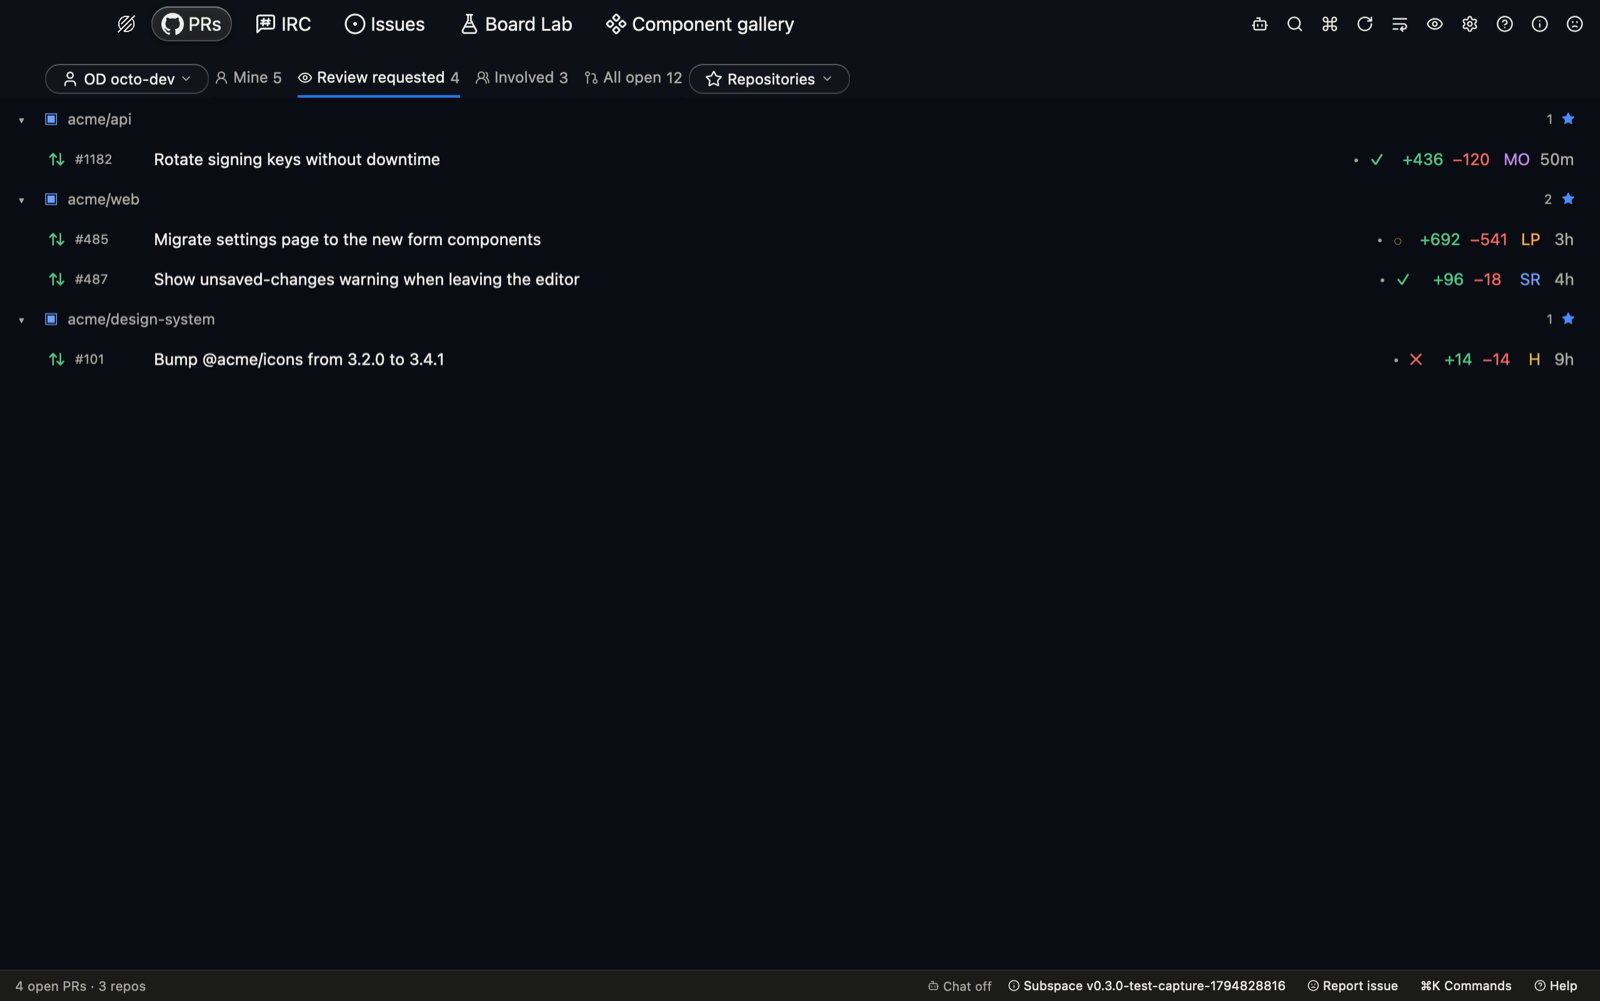 PRs IRC Issues Board Lab Component gallery
OD octo-dev Mine 5 Review requested 4 Involved 3 All open 12 Repositories
acme/api 1
#1182 Rotate signing keys without downtime +436 −120 MO 50m
acme/web 2
#485 Migrate settings page to the new form components +692 −541 LP 3h
#487 Show unsaved-changes warning when leaving the editor +96 −18 SR 4h
acme/design-system 1
#101 Bump @acme/icons from 3.2.0 to 3.4.1 +14 −14 H 9h
4 open PRs · 3 repos Chat off Subspace v0.3.0-test-capture-1794828816 Report issue ⌘K Commands Help